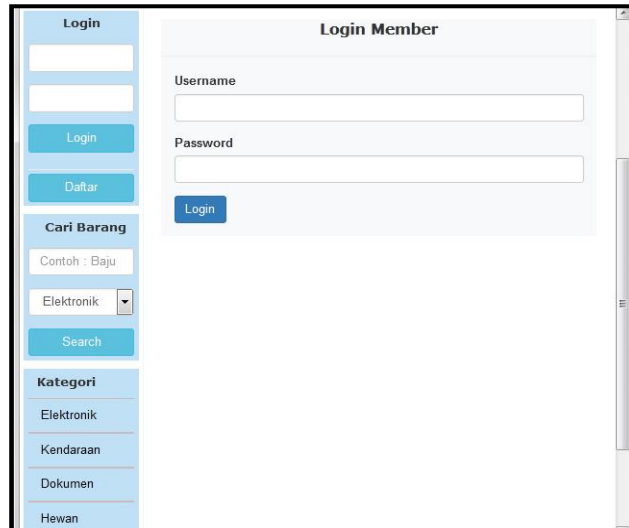 Login
Login
Daftar
Cari Barang
Contoh : Baju
Elektronik
Search
Kategori
Elektronik
Kendaraan
Dokumen
Hewan
Login Member
Username
Password
Login